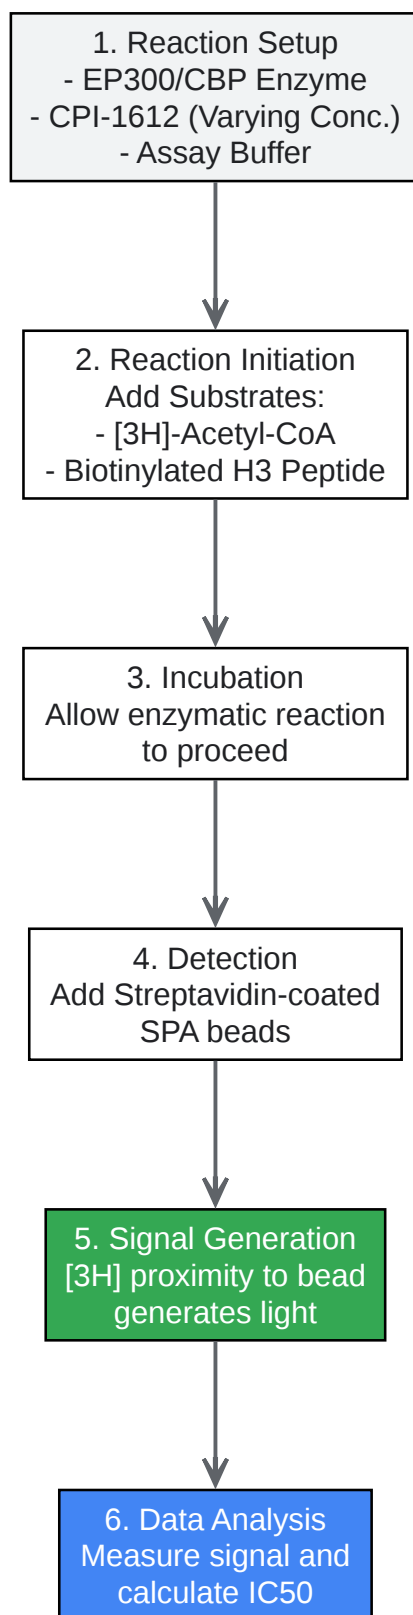 1. Reaction Setup
- EP300/CBP Enzyme
- CPI-1612 (Varying Conc.)
- Assay Buffer
2. Reaction Initiation
Add Substrates:
- [3H]-Acetyl-CoA
- Biotinylated H3 Peptide
3. Incubation
Allow enzymatic reaction
to proceed
4. Detection
Add Streptavidin-coated
SPA beads
5. Signal Generation
[3H] proximity to bead
generates light
6. Data Analysis
Measure signal and
calculate IC50